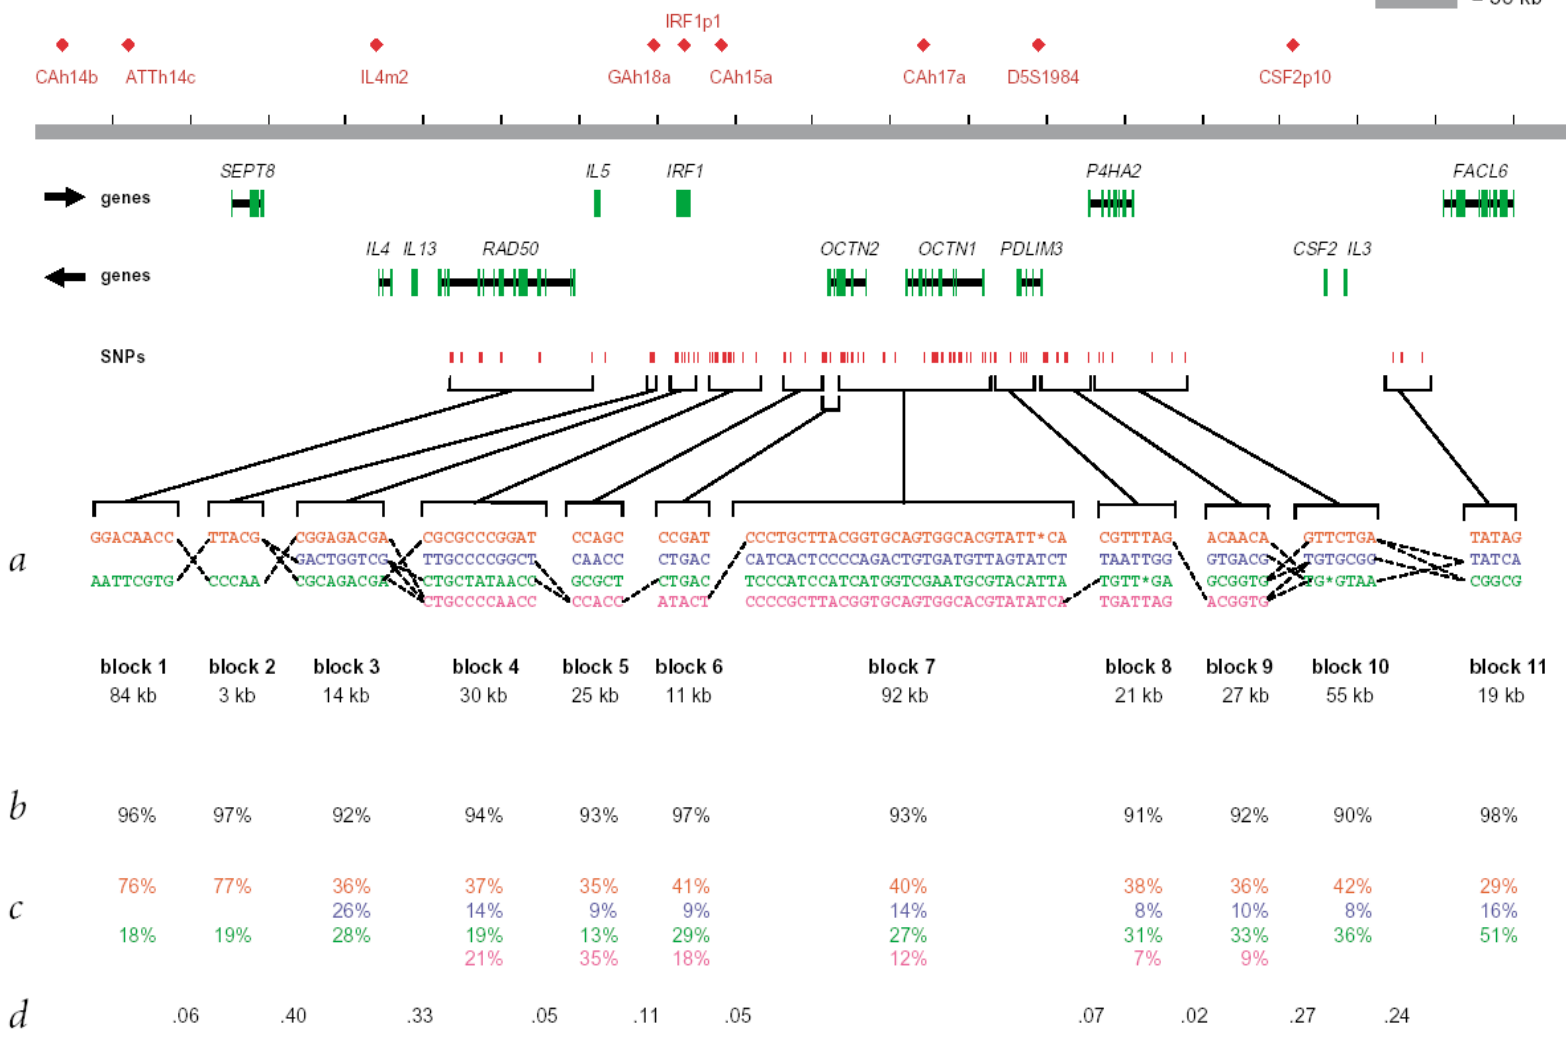 = 50 kb
IRF1p1
CAh14b ATTh14c IL4m2 GAh18a CAh15a CAh17a D5S1984 CSF2p10
SEPT8 IL5 IRF1 P4HA2 FACL6
genes
IL4 IL13 RAD50 OCTN2 OCTN1 PDLIM3 CSF2 IL3
genes
SNPs
a
GGACAACC TTACG CGGAGACGA CGCGCCCGGAT CCAGC CCGAT CCCTGCTTACGGTGCAGTGGCACGTATT*CA CGTTTAG ACAACA GTTCTGA TATAG
GACTGGTCG TTGCCCCGGCT CAACC CTGAC CATCACTCCCCAGACTGTGATGTTAGTATCT TAATTGG GTGACG TGTGCGG TATCA
AATTCGTG CCCAA CGCAGACGA CTGCTATAACC GCGCT CTGAC TCCCATCCATCATGGTCGAATGCGTACATTA TGTT*GA GCGGTG TG*GTAA CGGCG
CTGCCCCAACC CCACC ATACT CCCCGCTTACGGTGCAGTGGCACGTATATCA TGATTAG ACGGTG
block 1 block 2 block 3 block 4 block 5 block 6 block 7 block 8 block 9 block 10 block 11
84 kb 3 kb 14 kb 30 kb 25 kb 11 kb 92 kb 21 kb 27 kb 55 kb 19 kb
b
96% 97% 92% 94% 93% 97% 93% 91% 92% 90% 98%
c
76% 77% 36% 37% 35% 41% 40% 38% 36% 42% 29%
26% 14% 9% 9% 14% 8% 10% 8% 16%
18% 19% 28% 19% 13% 29% 27% 31% 33% 36% 51%
21% 35% 18% 12% 7% 9%
d
.06 .40 .33 .05 .11 .05 .07 .02 .27 .24